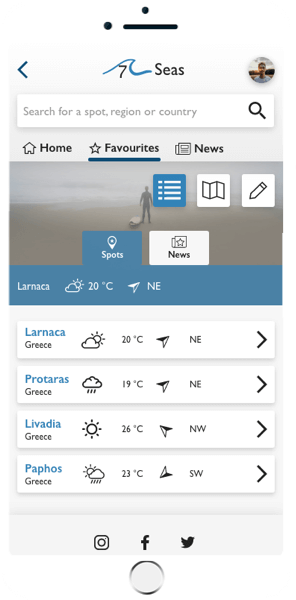 7 Seas
Search for a spot, region or country
Home Favourites News
Spots News
Larnaca 20 °C NE
Larnaca
Greece
20 °C NE
Protaras
Greece
19 °C NE
Livadia
Greece
26 °C NW
Paphos
Greece
23 °C SW